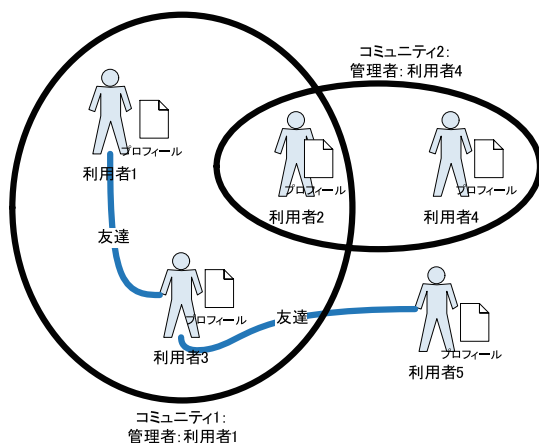 コミュニティ2:
管理者:利用者4
プロフィール
利用者1
プロフィール
利用者2
プロフィール
利用者4
友達
プロフィール
利用者3
友達
プロフィール
利用者5
コミュニティ1:
管理者:利用者1